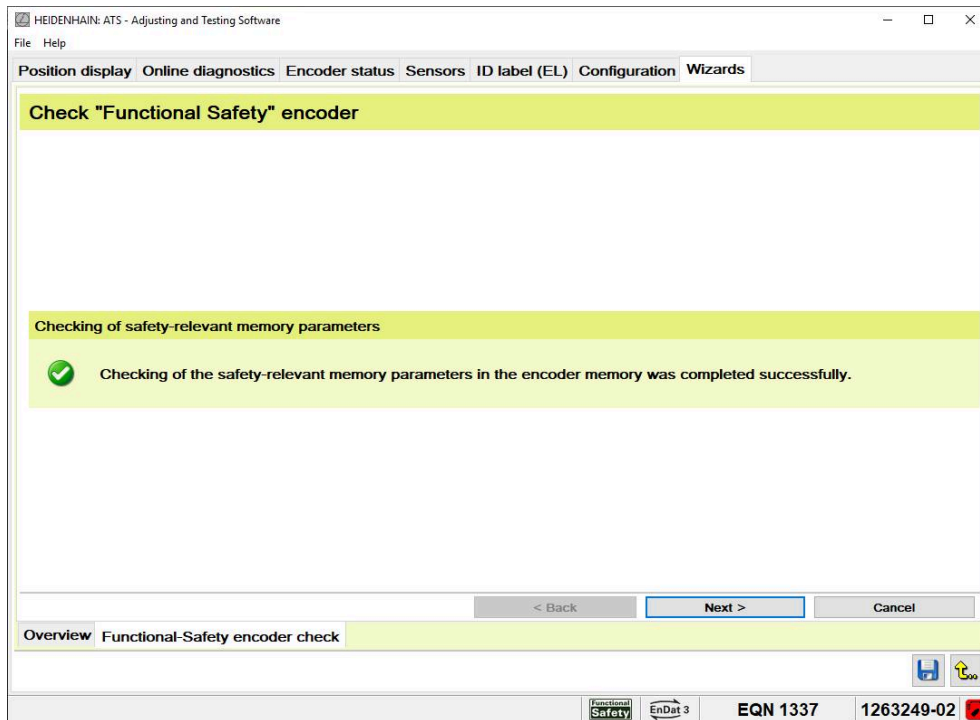 HEIDENHAIN: ATS - Adjusting and Testing Software
File Help
Position display Online diagnostics Encoder status Sensors ID label (EL) Configuration Wizards
Check "Functional Safety" encoder
Checking of safety-relevant memory parameters
Checking of the safety-relevant memory parameters in the encoder memory was completed successfully.
< Back Next > Cancel
Overview Functional-Safety encoder check
Functional Safety EnDat 3 EQN 1337 1263249-02